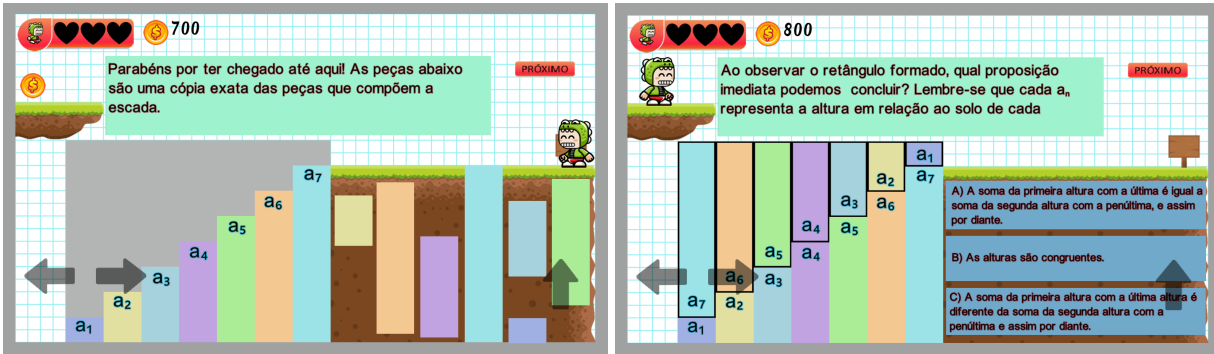 700
Parabéns por ter chegado até aqui! As peças abaixo
são uma cópia exata das peças que compõem a
escada.
PRÓXIMO
a7
a6
a5
a4
a3
a2
a1
800
Ao observar o retângulo formado, qual proposição
imediata podemos concluir? Lembre-se que cada an
representa a altura em relação ao solo de cada
PRÓXIMO
a1
a7
a2
a6
a3
a5
a4
a4
a5
a3
a6
a2
a7
a1
A) A soma da primeira altura com a última é igual a
soma da segunda altura com a penúltima, e assim
por diante.
B) As alturas são congruentes.
C) A soma da primeira altura com a última altura é
diferente da soma da segunda altura com a
penúltima e assim por diante.